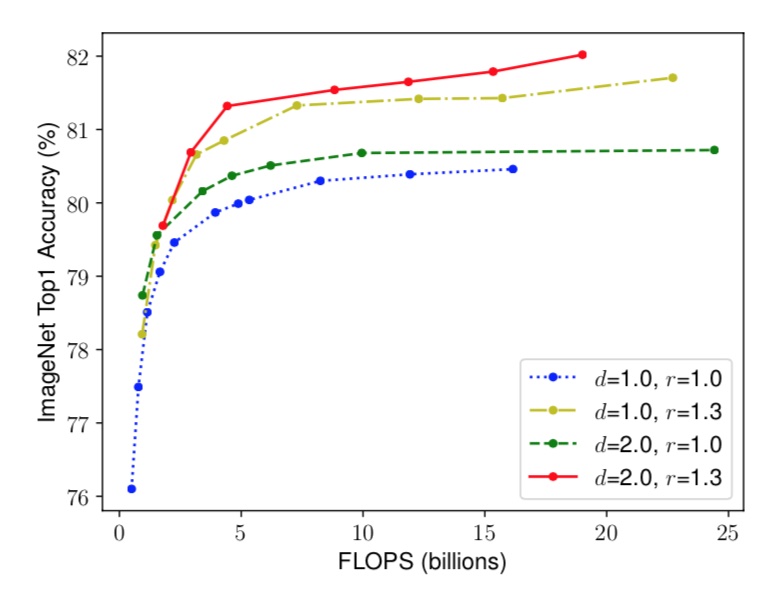 82
81
80
79
78
77
76
ImageNet Top1 Accuracy (%)
0 5 10 15 20 25
FLOPS (billions)
d=1.0, r=1.0
d=1.0, r=1.3
d=2.0, r=1.0
d=2.0, r=1.3